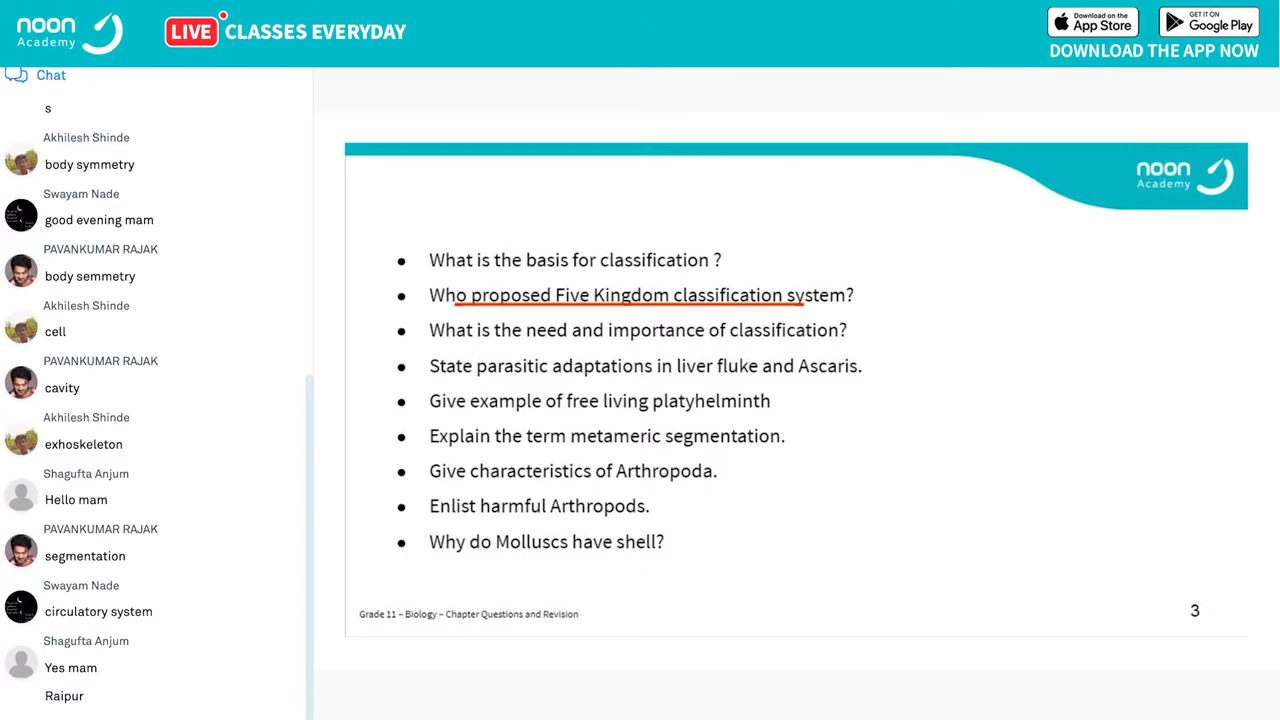 noon
Academy
LIVE CLASSES EVERYDAY
Download on the
App Store
GET IT ON
Google Play
DOWNLOAD THE APP NOW
Chat
s
Akhilesh Shinde
body symmetry
Swayam Nade
good evening mam
PAVANKUMAR RAJAK
body semmetry
Akhilesh Shinde
cell
PAVANKUMAR RAJAK
cavity
Akhilesh Shinde
exhoskeleton
Shagufta Anjum
Hello mam
PAVANKUMAR RAJAK
segmentation
Swayam Nade
circulatory system
Shagufta Anjum
Yes mam
Raipur
noon
Academy
• What is the basis for classification ?
• Who proposed Five Kingdom classification system?
• What is the need and importance of classification?
• State parasitic adaptations in liver fluke and Ascaris.
• Give example of free living platyhelminth
• Explain the term metameric segmentation.
• Give characteristics of Arthropoda.
• Enlist harmful Arthropods.
• Why do Molluscs have shell?
Grade 11 – Biology – Chapter Questions and Revision
3